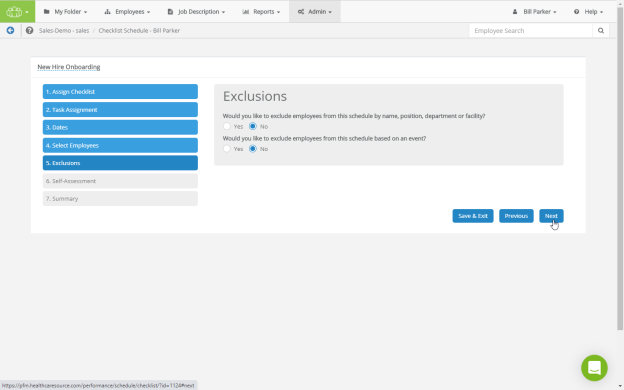 My Folder
Employees
Job Description
Reports
Admin
Bill Parker
Help
Sales-Demo - sales / Checklist Schedule - Bill Parker
Employee Search
New Hire Onboarding
1. Assign Checklist
2. Task Assignment
3. Dates
4. Select Employees
5. Exclusions
6. Self-Assessment
7. Summary
Exclusions
Would you like to exclude employees from this schedule by name, position, department or facility?
Yes No
Would you like to exclude employees from this schedule based on an event?
Yes No
Save & Exit
Previous
Next
https://pfm.healthcaresource.com/performance/schedule/checklist/?id=1124#next